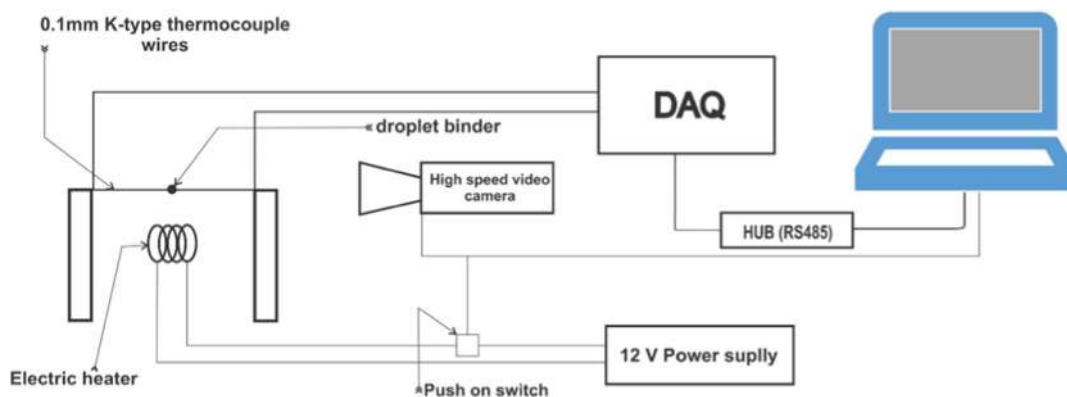 0.1mm K-type thermocouple
wires
DAQ
droplet binder
High speed video
camera
HUB (RS485)
12 V Power suplly
Electric heater
Push on switch